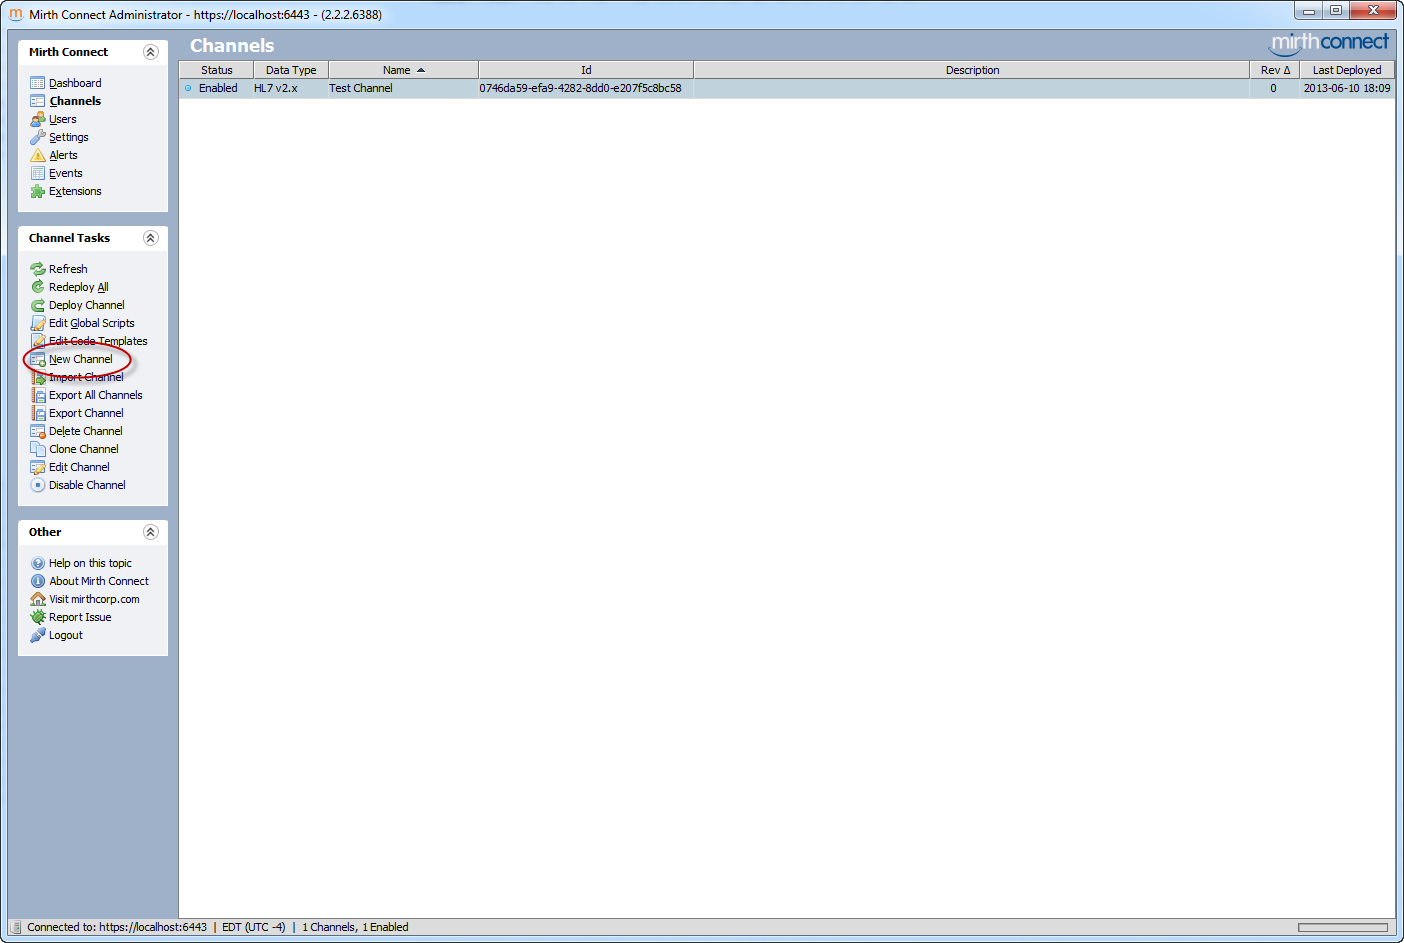 Mirth Connect Administrator - https://localhost:6443 - (2.2.2.6388)
Mirth Connect
Dashboard
Channels
Users
Settings
Alerts
Events
Extensions
Channel Tasks
Refresh
Redeploy All
Deploy Channel
Edit Global Scripts
Edit Code Templates
New Channel
Import Channel
Export All Channels
Export Channel
Delete Channel
Clone Channel
Edit Channel
Disable Channel
Other
Help on this topic
About Mirth Connect
Visit mirthcorp.com
Report Issue
Logout
Channels
mirthconnect
Status Data Type Name Id Description Rev Δ Last Deployed
Enabled HL7 v2.x Test Channel 0746da59-efa9-4282-8dd0-e207f5c8bc58 0 2013-06-10 18:09
Connected to: https://localhost:6443 | EDT (UTC -4) | 1 Channels, 1 Enabled